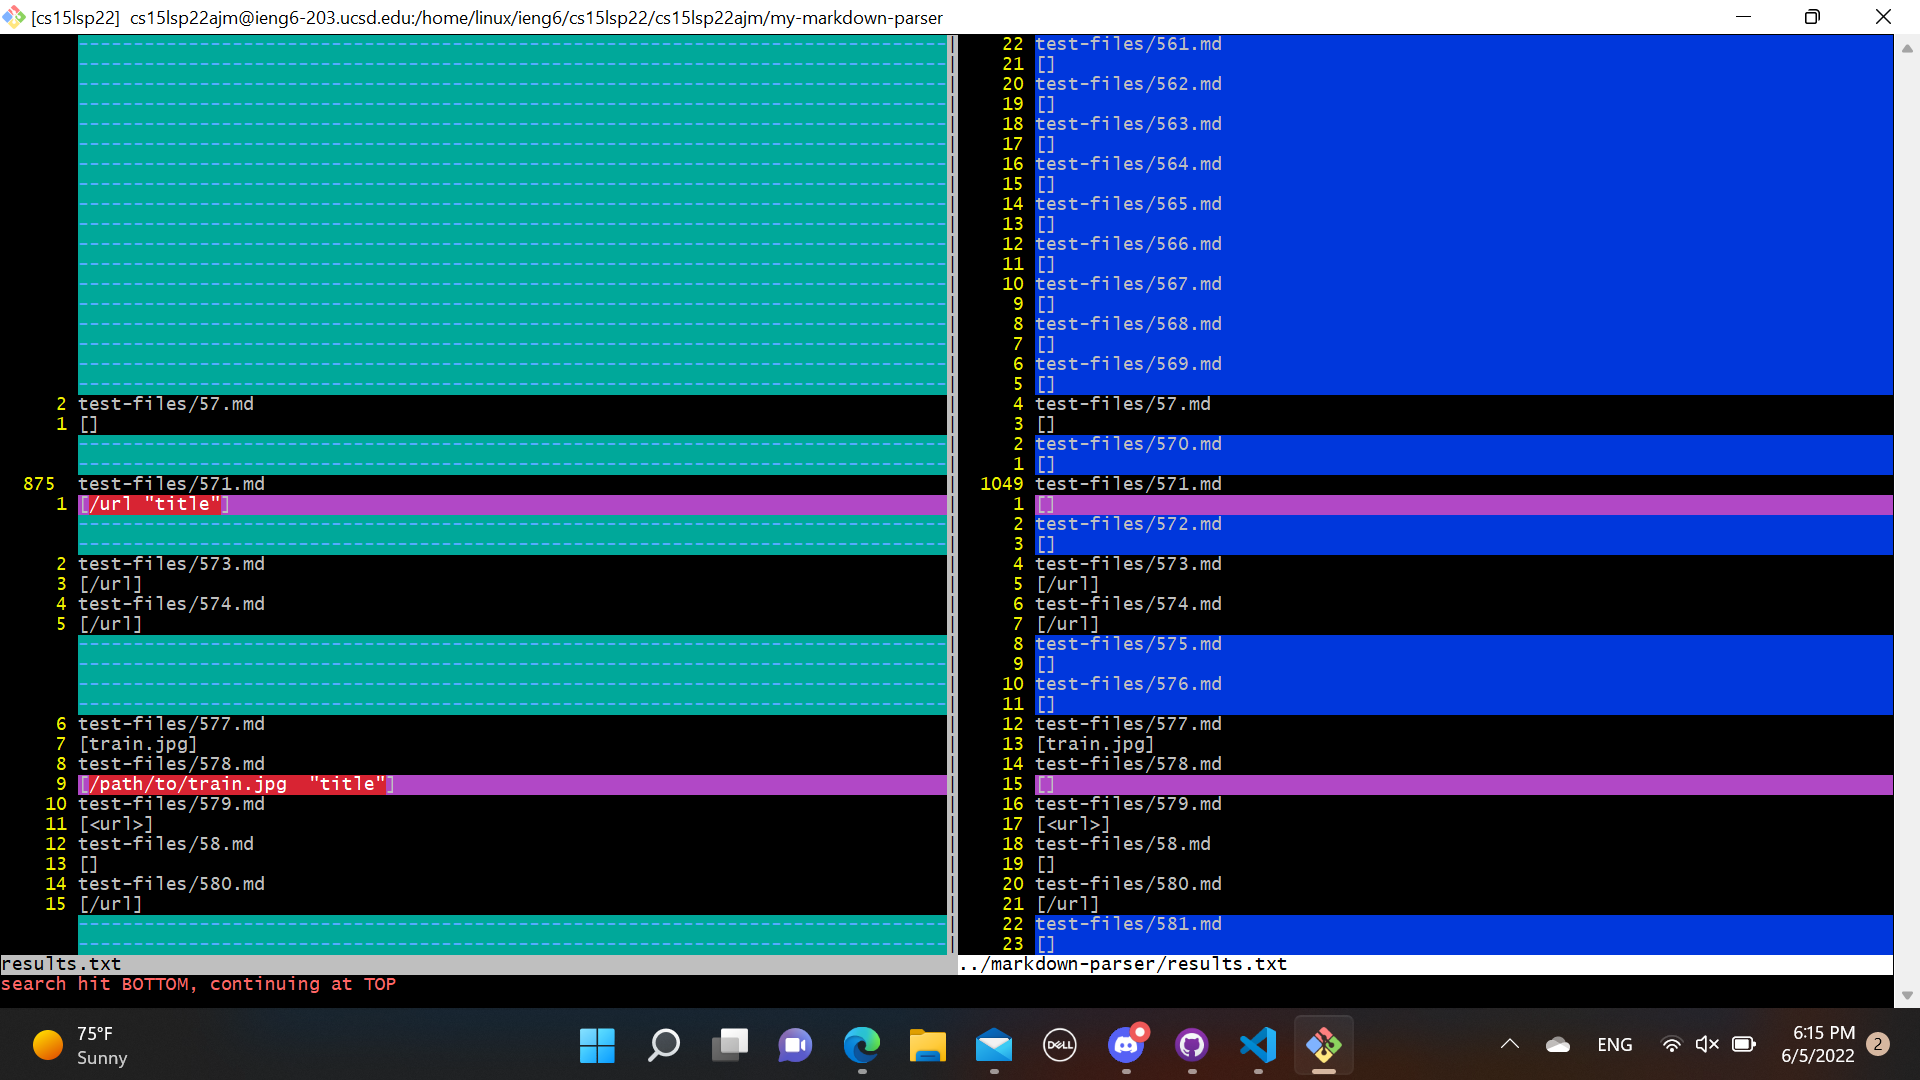 [cs15lsp22] cs15lsp22ajm@ieng6-203.ucsd.edu:/home/linux/ieng6/cs15lsp22/cs15lsp22ajm/my-markdown-parser
2 test-files/57.md
1 []
875 test-files/571.md
1 [/url "title"]
2 test-files/573.md
3 [/url]
4 test-files/574.md
5 [/url]
6 test-files/577.md
7 [train.jpg]
8 test-files/578.md
9 [/path/to/train.jpg  "title"]
10 test-files/579.md
11 [<url>]
12 test-files/58.md
13 []
14 test-files/580.md
15 [/url]
results.txt
22 test-files/561.md
21 []
20 test-files/562.md
19 []
18 test-files/563.md
17 []
16 test-files/564.md
15 []
14 test-files/565.md
13 []
12 test-files/566.md
11 []
10 test-files/567.md
9 []
8 test-files/568.md
7 []
6 test-files/569.md
5 []
4 test-files/57.md
3 []
2 test-files/570.md
1 []
1049 test-files/571.md
1 []
2 test-files/572.md
3 []
4 test-files/573.md
5 [/url]
6 test-files/574.md
7 [/url]
8 test-files/575.md
9 []
10 test-files/576.md
11 []
12 test-files/577.md
13 [train.jpg]
14 test-files/578.md
15 []
16 test-files/579.md
17 [<url>]
18 test-files/58.md
19 []
20 test-files/580.md
21 [/url]
22 test-files/581.md
23 []
../markdown-parser/results.txt
search hit BOTTOM, continuing at TOP
75°F
Sunny
DELL
ENG
6:15 PM
6/5/2022
2